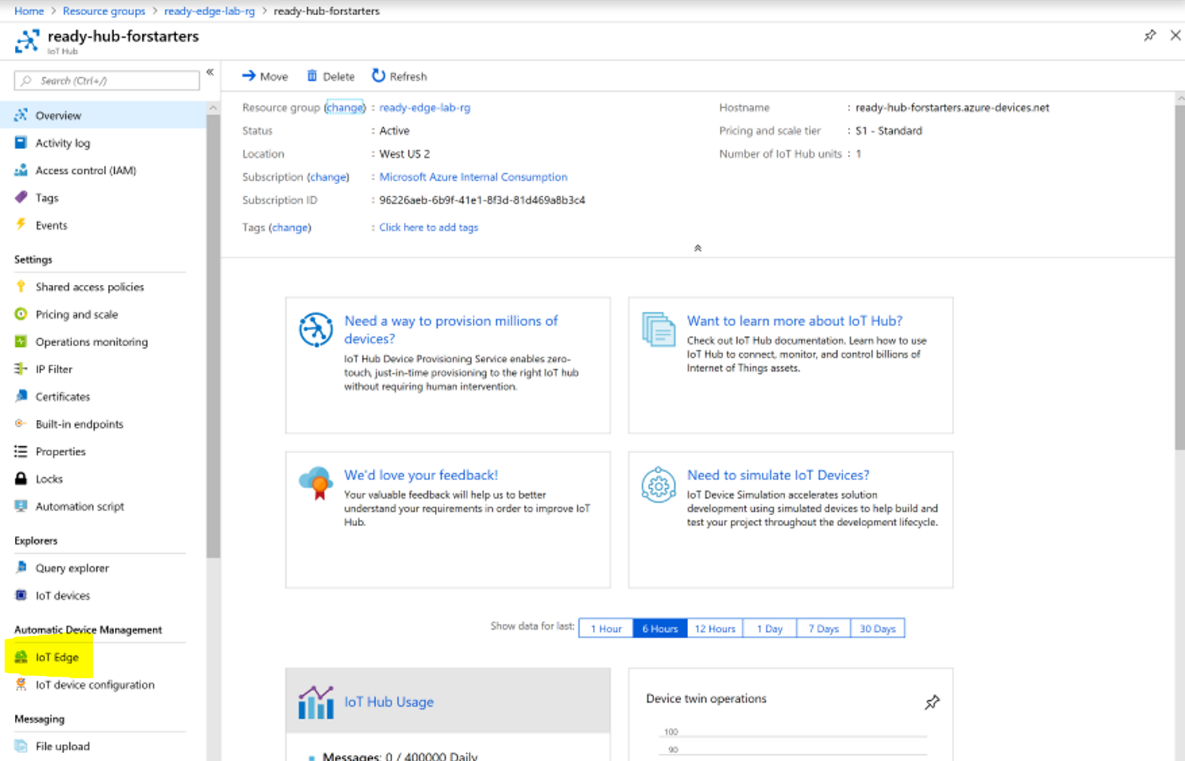 Home > Resource groups > ready-edge-lab-rg > ready-hub-forstarters
ready-hub-forstarters
IoT Hub
Search (Ctrl+/)
Overview
Activity log
Access control (IAM)
Tags
Events
Settings
Shared access policies
Pricing and scale
Operations monitoring
IP Filter
Certificates
Built-in endpoints
Properties
Locks
Automation script
Explorers
Query explorer
IoT devices
Automatic Device Management
IoT Edge
IoT device configuration
Messaging
File upload
Move Delete Refresh
Resource group (change) : ready-edge-lab-rg
Status : Active
Location : West US 2
Subscription (change) : Microsoft Azure Internal Consumption
Subscription ID : 96226aeb-6b9f-41e1-8f3d-81d469a8b3c4
Tags (change) : Click here to add tags
Hostname : ready-hub-forstarters.azure-devices.net
Pricing and scale tier : S1 - Standard
Number of IoT Hub units : 1
Need a way to provision millions of
devices?
IoT Hub Device Provisioning Service enables zero-
touch, just-in-time provisioning to the right IoT hub
without requiring human intervention.
Want to learn more about IoT Hub?
Check out IoT Hub documentation. Learn how to use
IoT Hub to connect, monitor, and control billions of
Internet of Things assets.
We'd love your feedback!
Your valuable feedback will help us to better
understand your requirements in order to improve IoT
Hub.
Need to simulate IoT Devices?
IoT Device Simulation accelerates solution
development using simulated devices to help build and
test your project throughout the development lifecycle.
Show data for last: 1 Hour 6 Hours 12 Hours 1 Day 7 Days 30 Days
IoT Hub Usage
Messages: 0 / 400000 Daily
Device twin operations
100
90